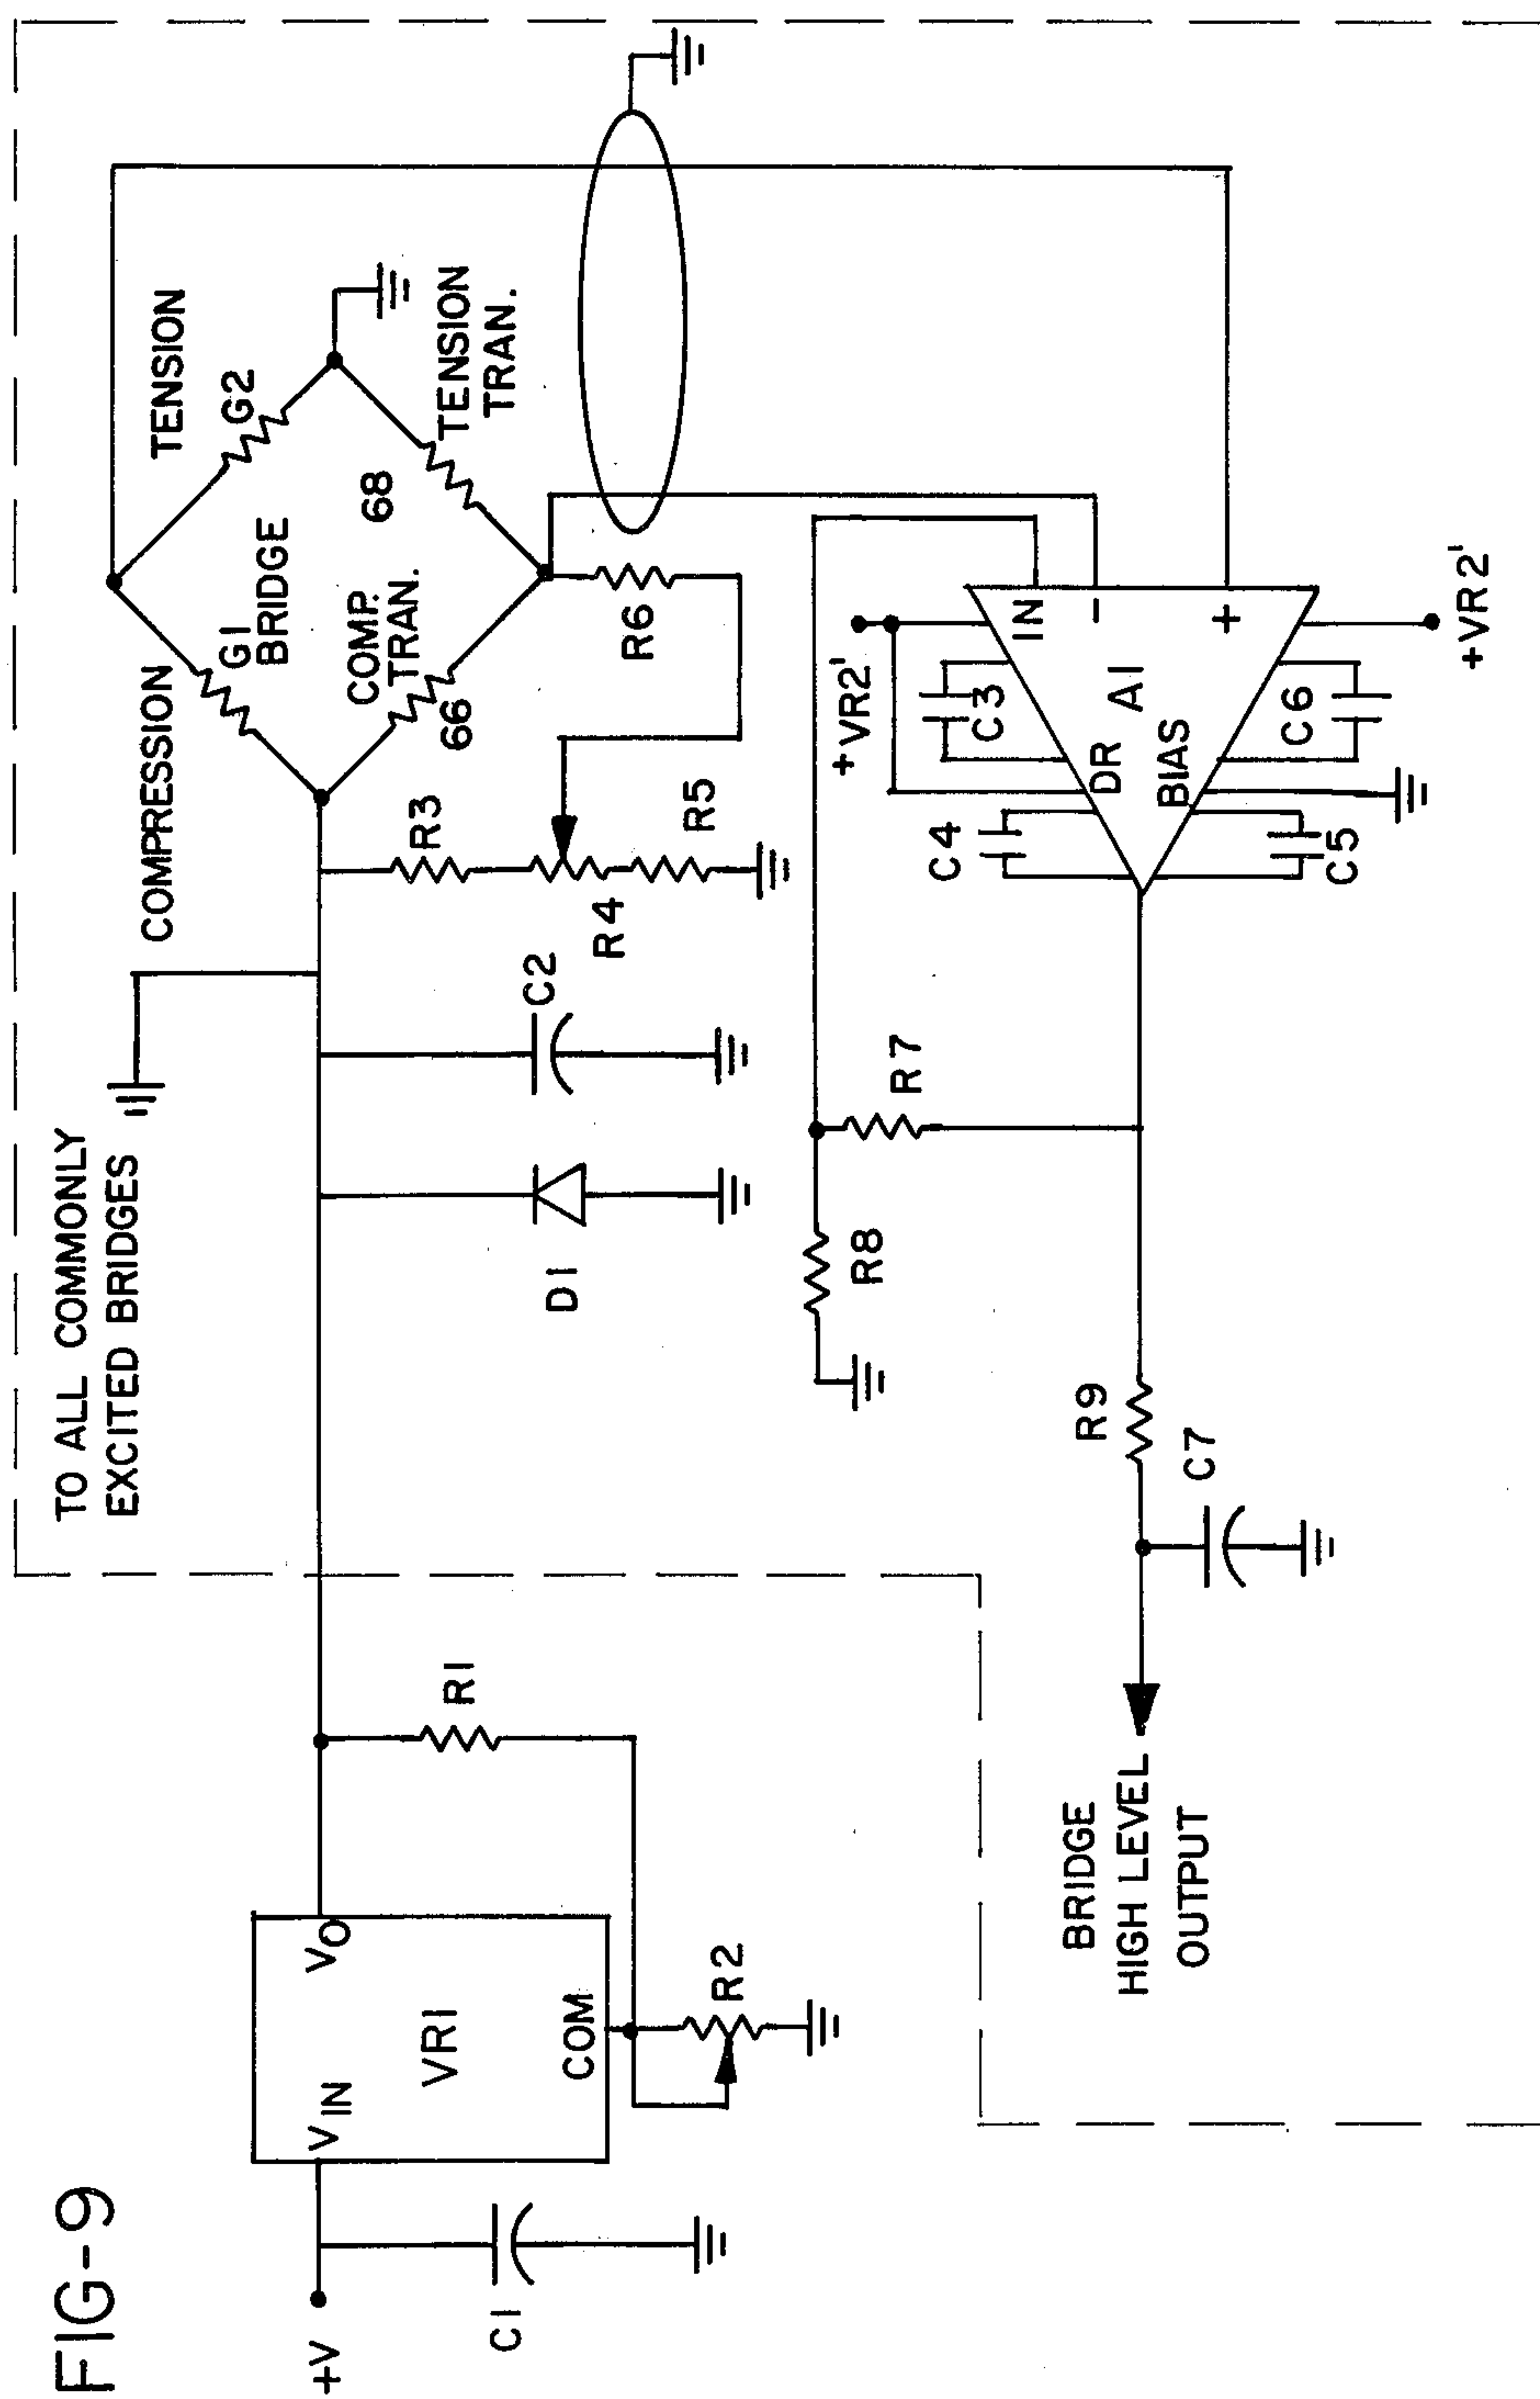 FIG-9
+V
C1
VIN
VO
VR1
COM
R1
R2
TO ALL COMMONLY
EXCITED BRIDGES
D1
C2
COMPRESSION
G1
BRIDGE
TENSION
G2
COMP.
TRAN.
66
68
TENSION
TRAN.
R3
R4
R5
R6
R7
R8
R9
C7
BRIDGE
HIGH LEVEL
OUTPUT
+VR2'
C3
C4
IN
-
+
A1
DR
BIAS
C5
C6
+VR2'